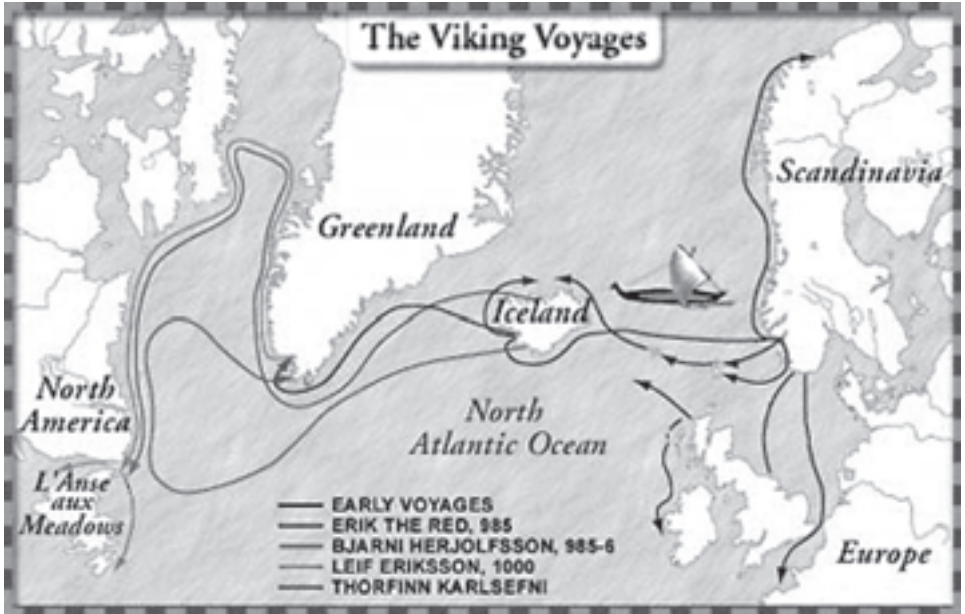 The Viking Voyages
Scandinavia
Greenland
Iceland
North
America
North
Atlantic Ocean
L'Anse
aux
Meadows
Europe
EARLY VOYAGES
ERIK THE RED, 985
BJARNI HERJOLFSSON, 985-6
LEIF ERIKSSON, 1000
THORFINN KARLSEFNI